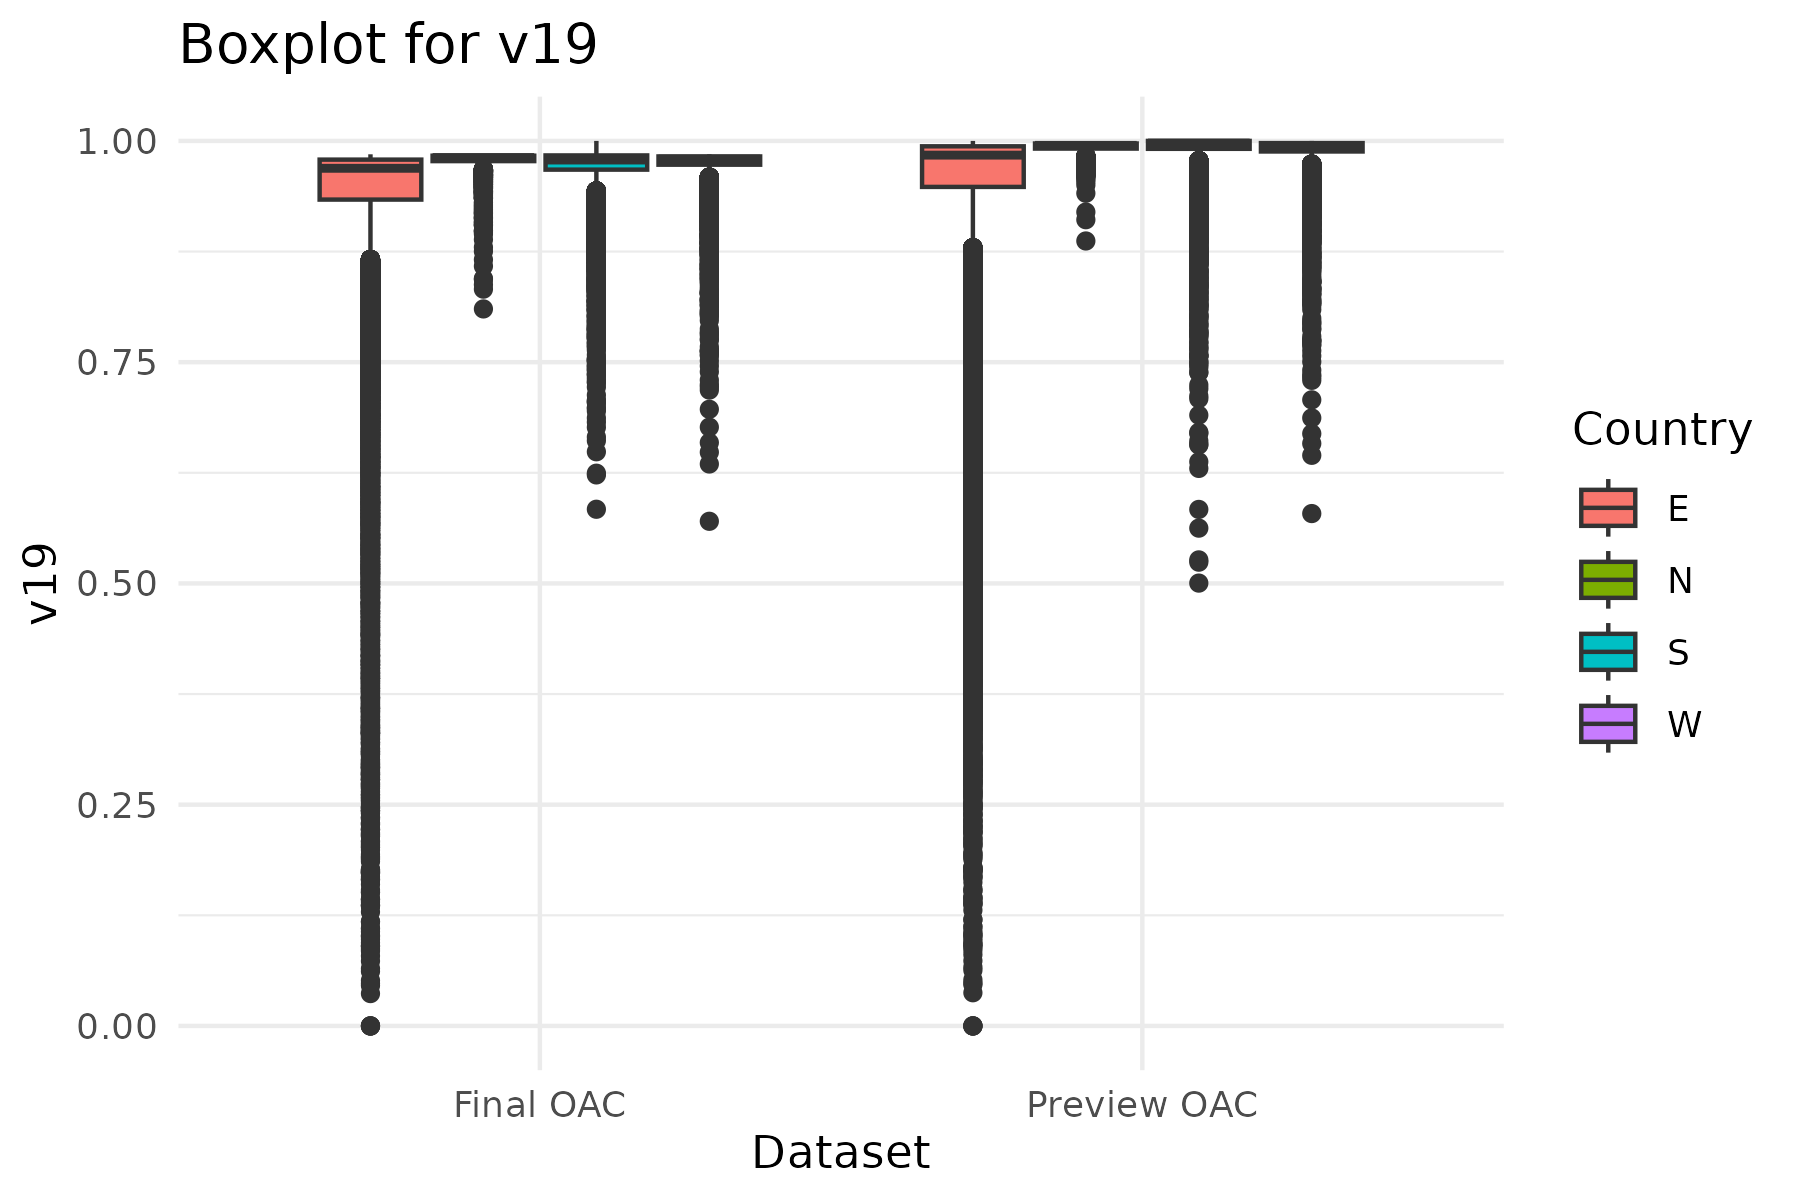 Boxplot for v19
1.00
0.75
0.50
0.25
0.00
v19
Final OAC
Preview OAC
Dataset
Country
E
N
S
W